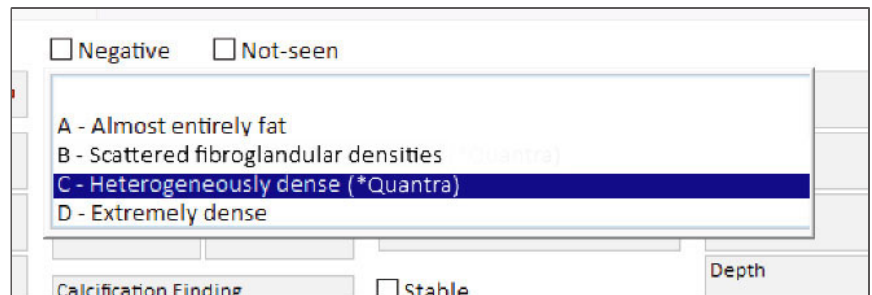 Negative Not-seen
A - Almost entirely fat
B - Scattered fibroglandular densities
C - Heterogeneously dense (*Quantra)
D - Extremely dense
Depth
Calcification Finding Stable